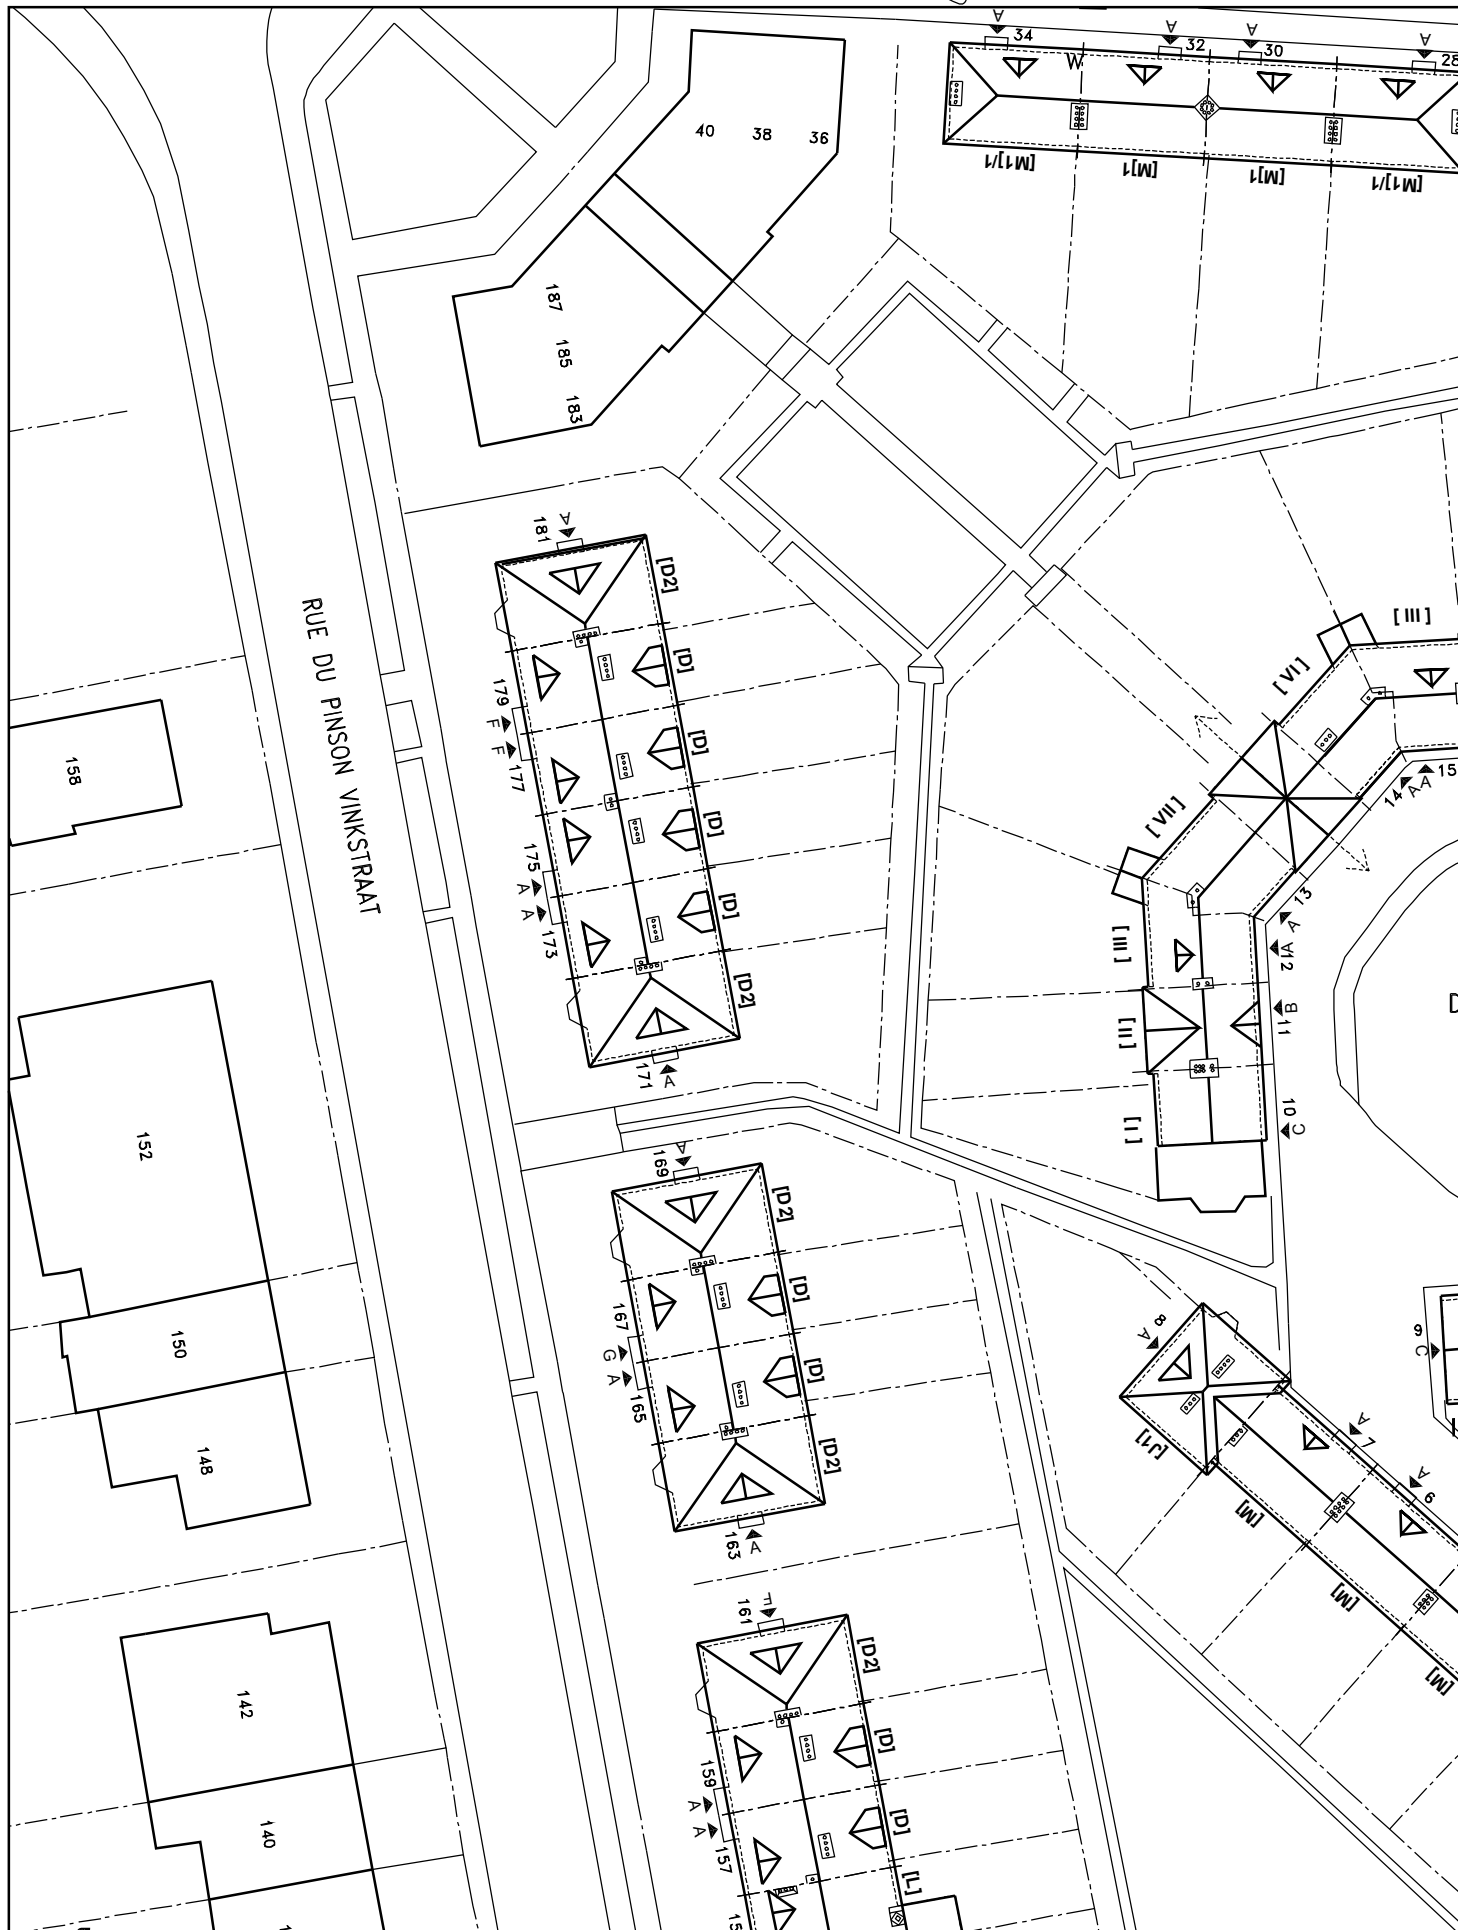 A
A
A
A
34
32
30
28
W
[M1]/1
[M]1
[M]1
[M1]/1
40
38
36
187
185
183
181
A
[D2]
[D]
[D]
[D]
[D]
[D2]
179
F
F
177
175
A
A
173
171
A
RUE DU PINSON VINKSTRAAT
158
152
150
148
142
140
169
A
[D2]
[D]
[D]
[D2]
167
G
A
165
163
A
161
F
[D2]
[D]
[D]
[L]
159
A
A
157
[III]
[VI]
[VII]
[III]
[II]
[I]
15
A
14
A
13
A
12
A
11
B
10
C
9
C
8
A
7
A
6
A
[J1]
[M]
[M]
[M]